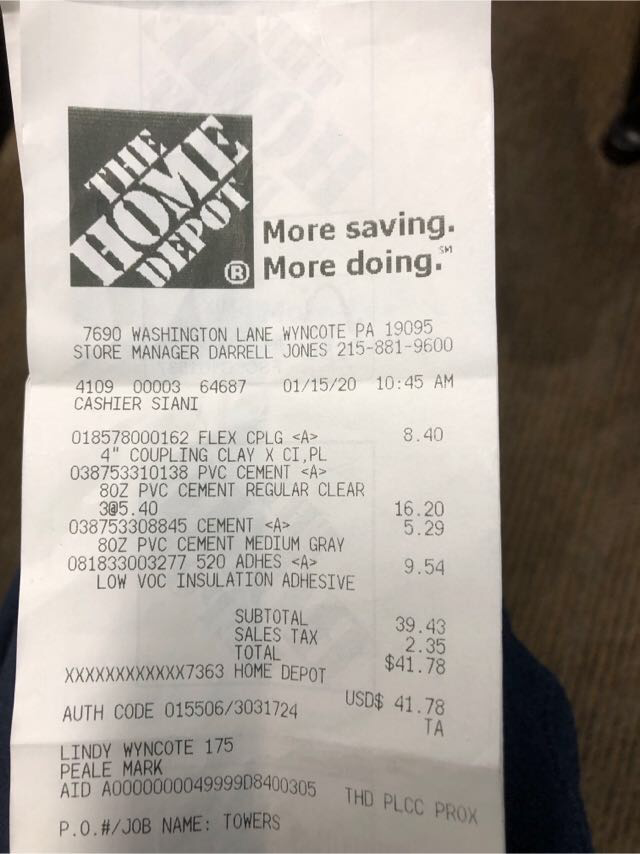 THE
HOME
DEPOT
®
More saving.
More doing.℠
7690 WASHINGTON LANE WYNCOTE PA 19095
STORE MANAGER DARRELL JONES 215-881-9600
4109 00003 64687 01/15/20 10:45 AM
CASHIER SIANI
018578000162 FLEX CPLG <A> 8.40
4" COUPLING CLAY X CI,PL
038753310138 PVC CEMENT <A>
8OZ PVC CEMENT REGULAR CLEAR
3@5.40 16.20
038753308845 CEMENT <A> 5.29
8OZ PVC CEMENT MEDIUM GRAY
081833003277 520 ADHES <A> 9.54
LOW VOC INSULATION ADHESIVE
SUBTOTAL 39.43
SALES TAX 2.35
TOTAL $41.78
XXXXXXXXXXXX7363 HOME DEPOT
USD$ 41.78
AUTH CODE 015506/3031724 TA
LINDY WYNCOTE 175
PEALE MARK
AID A0000000049999D8400305 THD PLCC PROX
P.O.#/JOB NAME: TOWERS